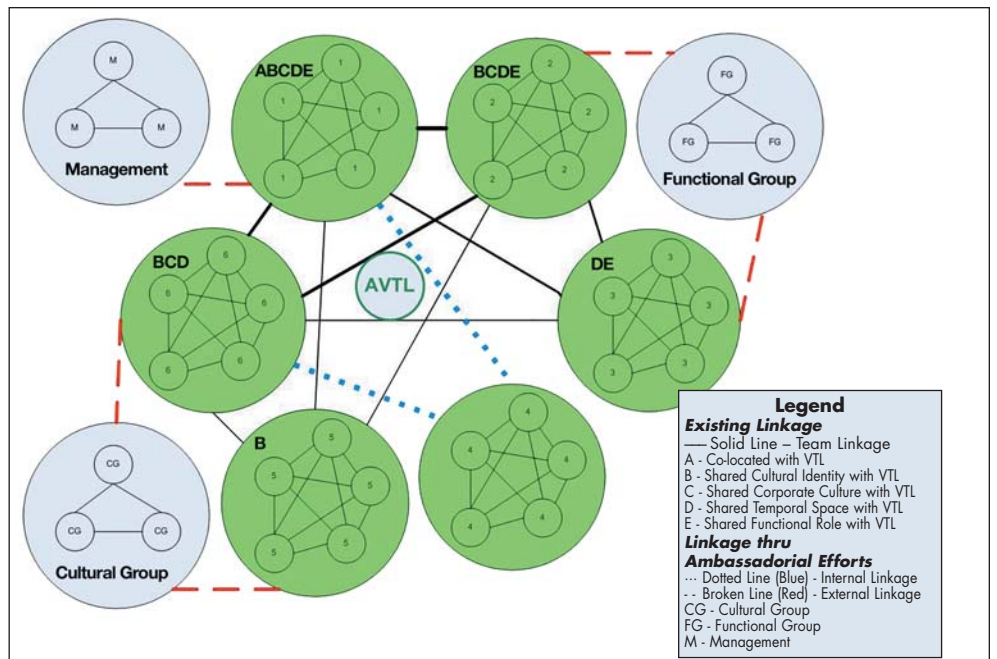 M
M
M
Management
ABCDE
1
1
1
1
1
BCDE
2
2
2
2
2
FG
FG
FG
Functional Group
BCD
6
6
6
6
6
AVTL
DE
3
3
3
3
3
CG
CG
CG
Cultural Group
B
5
5
5
5
5
4
4
4
4
4
Legend
Existing Linkage
— Solid Line – Team Linkage
A - Co-located with VTL
B - Shared Cultural Identity with VTL
C - Shared Corporate Culture with VTL
D - Shared Temporal Space with VTL
E - Shared Functional Role with VTL
Linkage thru
Ambassadorial Efforts
··· Dotted Line (Blue) - Internal Linkage
- - Broken Line (Red) - External Linkage
CG - Cultural Group
FG - Functional Group
M - Management